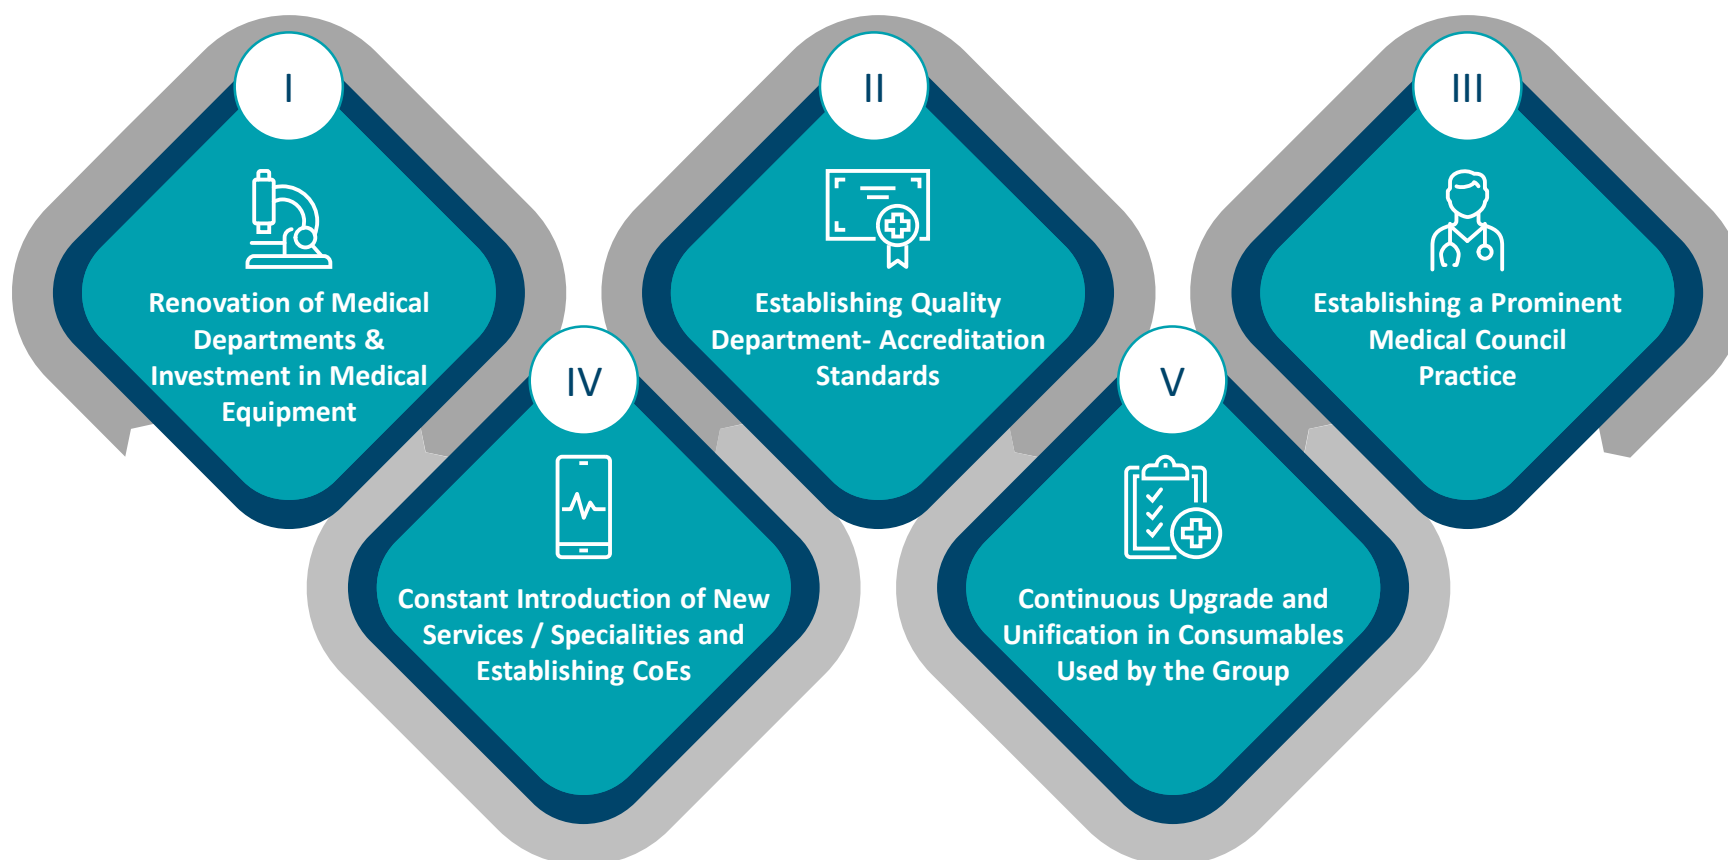 I
Renovation of Medical
Departments &
Investment in Medical
Equipment
II
Establishing Quality
Department- Accreditation
Standards
III
Establishing a Prominent
Medical Council
Practice
IV
Constant Introduction of New
Services / Specialities and
Establishing CoEs
V
Continuous Upgrade and
Unification in Consumables
Used by the Group